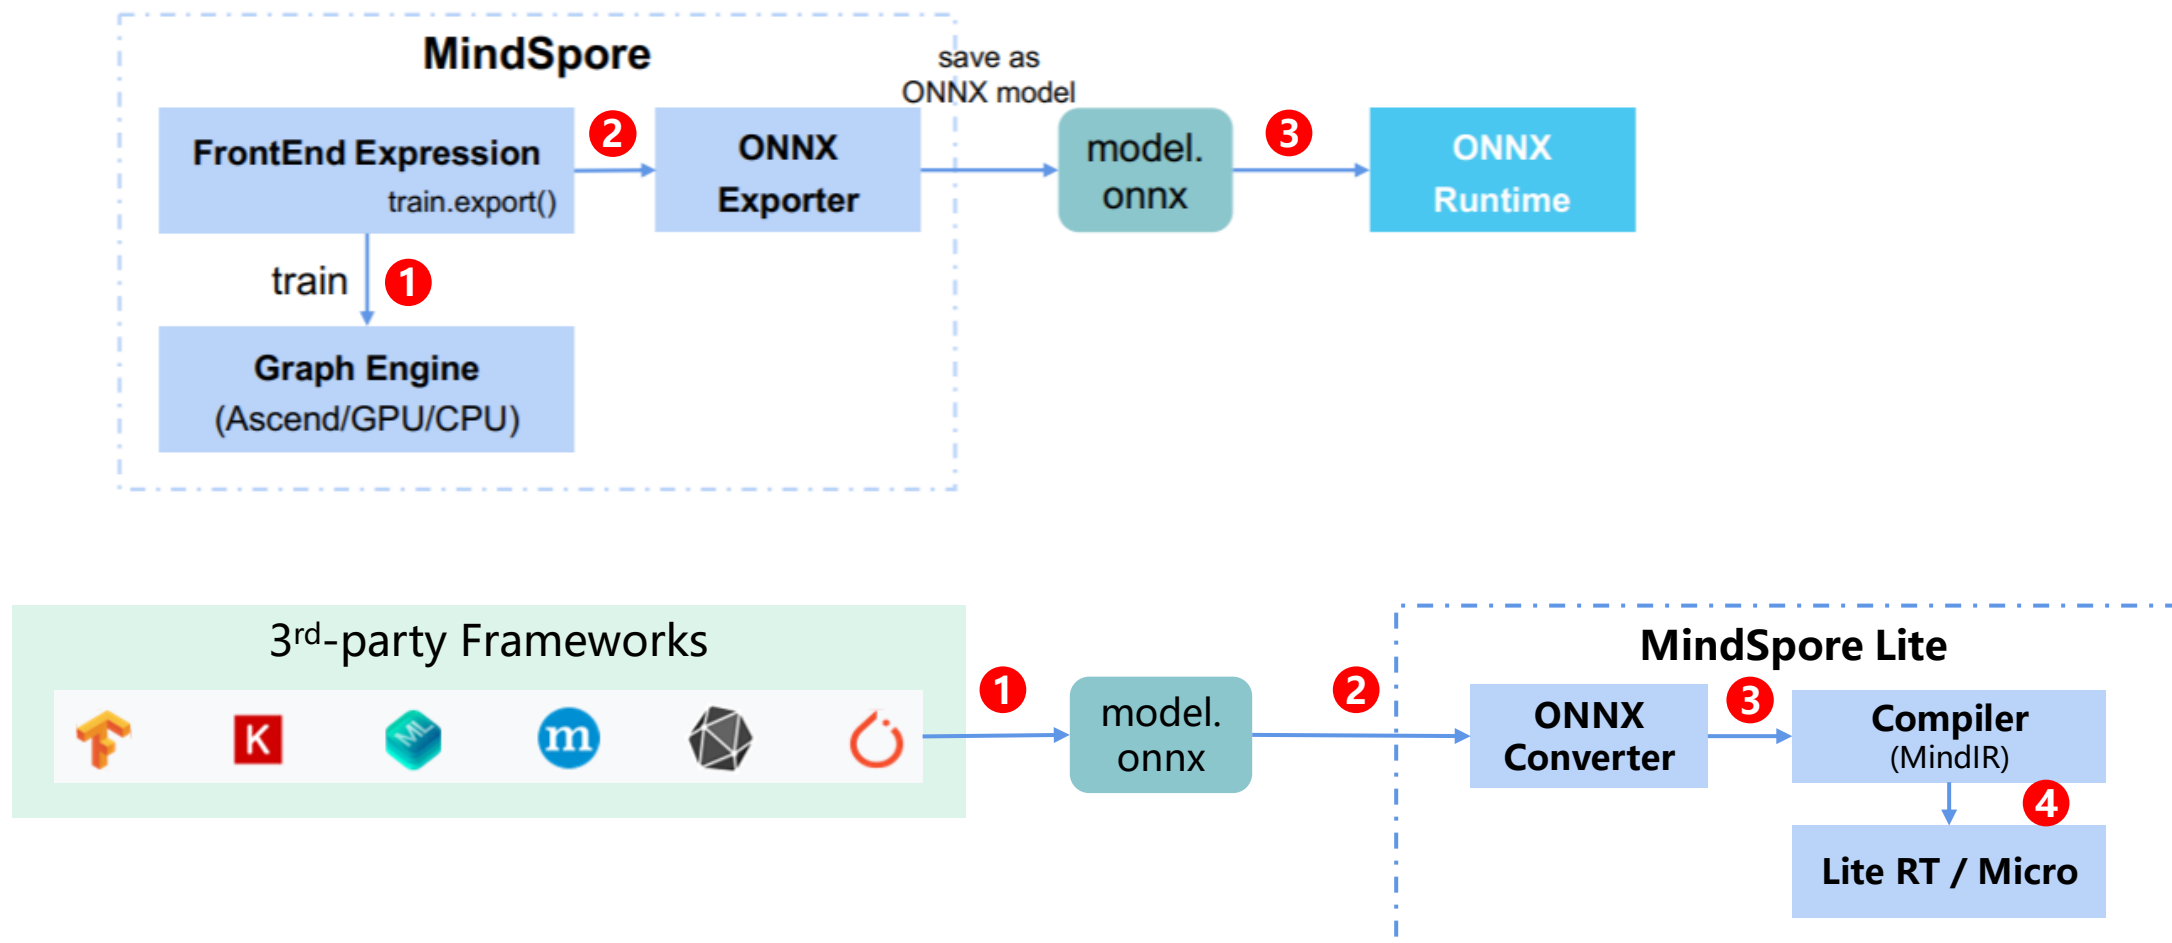 MindSpore
save as
ONNX model
FrontEnd Expression
train.export()
2
ONNX
Exporter
model.
onnx
3
ONNX
Runtime
train
1
Graph Engine
(Ascend/GPU/CPU)
3rd-party Frameworks
K
ML
m
1
model.
onnx
2
MindSpore Lite
ONNX
Converter
3
Compiler
(MindIR)
4
Lite RT / Micro